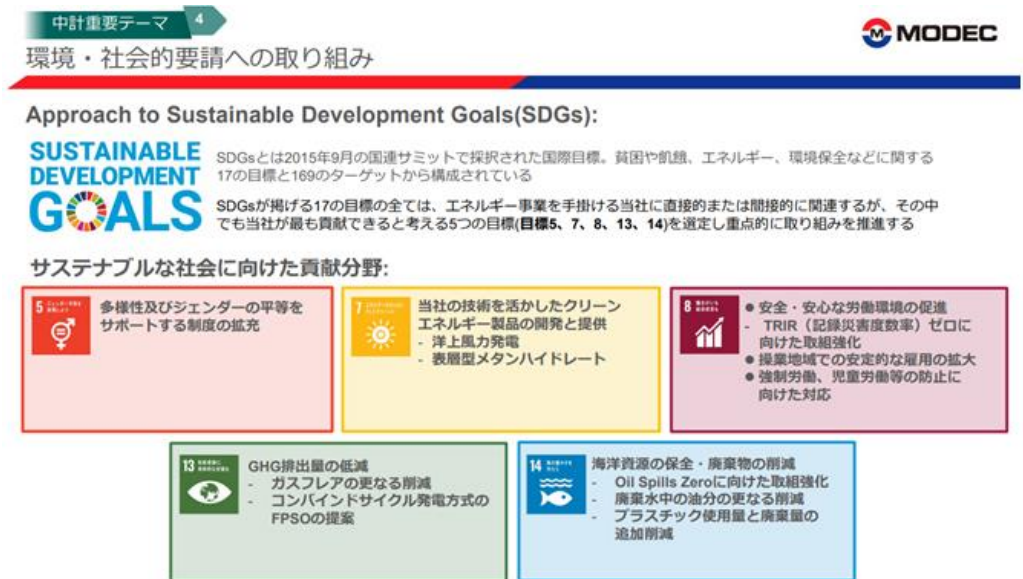 中計重要テーマ 4
MODEC
環境・社会的要請への取り組み
Approach to Sustainable Development Goals(SDGs):
SUSTAINABLE
DEVELOPMENT
GOALS
SDGsとは2015年9月の国連サミットで採択された国際目標。貧困や飢餓、エネルギー、環境保全などに関する
17の目標と169のターゲットから構成されている
SDGsが掲げる17の目標の全ては、エネルギー事業を手掛ける当社に直接的または間接的に関連するが、その中
でも当社が最も貢献できると考える5つの目標(目標5、7、8、13、14)を選定し重点的に取り組みを推進する
サステナブルな社会に向けた貢献分野:
5
多様性及びジェンダーの平等を
サポートする制度の拡充
7
当社の技術を活かしたクリーン
エネルギー製品の開発と提供
- 洋上風力発電
- 表層型メタンハイドレート
8
● 安全・安心な労働環境の促進
- TRIR（記録災害度数率）ゼロに
向けた取組強化
● 操業地域での安定的な雇用の拡大
● 強制労働、児童労働等の防止に
向けた対応
13
GHG排出量の低減
- ガスフレアの更なる削減
- コンバインドサイクル発電方式の
FPSOの提案
14
海洋資源の保全・廃棄物の削減
- Oil Spills Zeroに向けた取組強化
- 廃棄水中の油分の更なる削減
- プラスチック使用量と廃棄量の
追加削減